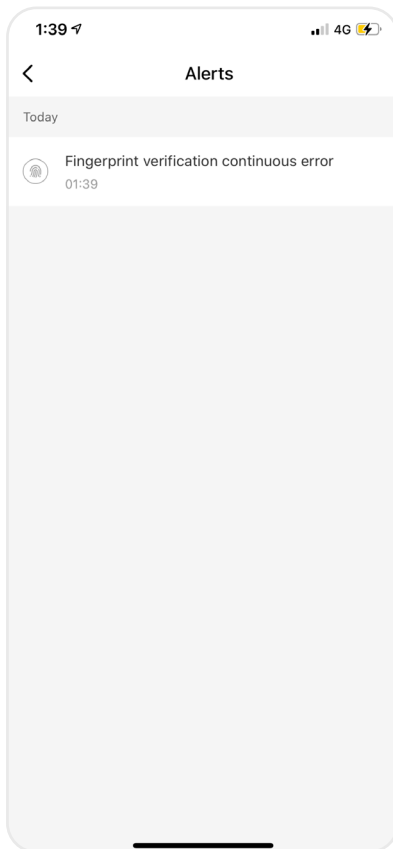 1:39
4G
Alerts
Today
Fingerprint verification continuous error
01:39